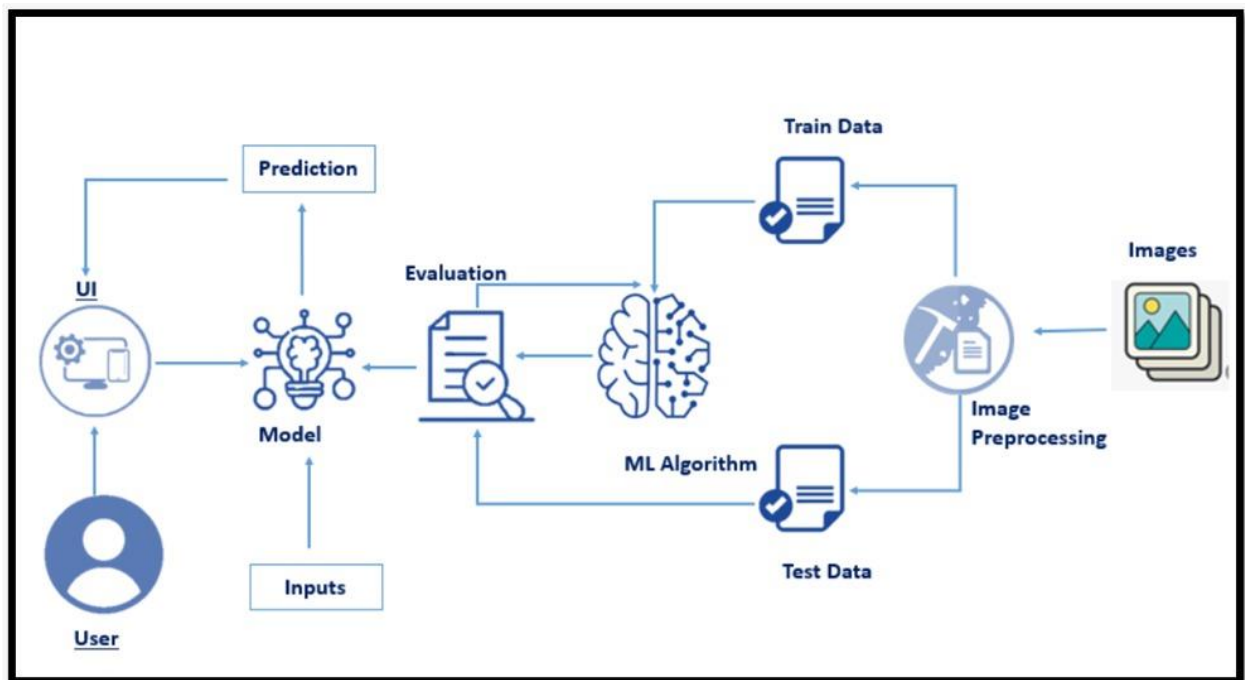 Train Data
Prediction
Images
Evaluation
UI
Image
Preprocessing
Model
ML Algorithm
Test Data
Inputs
User